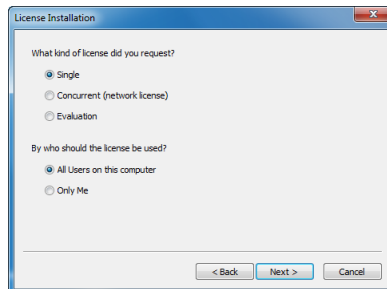 License Installation
What kind of license did you request?
Single
Concurrent (network license)
Evaluation
By who should the license be used?
All Users on this computer
Only Me
< Back
Next >
Cancel